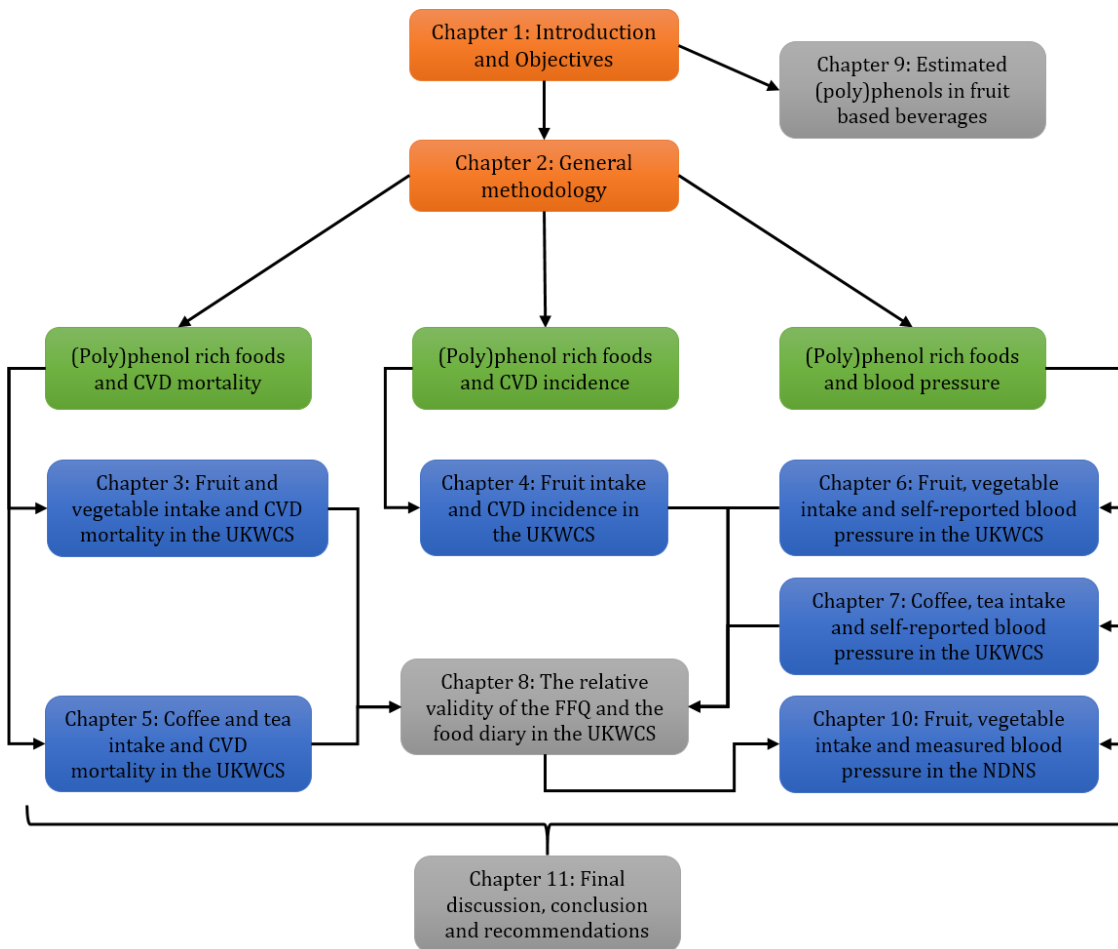 Chapter 1: Introduction
and Objectives
Chapter 9: Estimated
(poly)phenols in fruit
based beverages
Chapter 2: General
methodology
(Poly)phenol rich foods
and CVD mortality
(Poly)phenol rich foods
and CVD incidence
(Poly)phenol rich foods
and blood pressure
Chapter 3: Fruit and
vegetable intake and CVD
mortality in the UKWCS
Chapter 4: Fruit intake
and CVD incidence in
the UKWCS
Chapter 6: Fruit, vegetable
intake and self-reported blood
pressure in the UKWCS
Chapter 7: Coffee, tea intake
and self-reported blood
pressure in the UKWCS
Chapter 8: The relative
validity of the FFQ and the
food diary in the UKWCS
Chapter 5: Coffee and tea
intake and CVD
mortality in the UKWCS
Chapter 10: Fruit, vegetable
intake and measured blood
pressure in the NDNS
Chapter 11: Final
discussion, conclusion
and recommendations